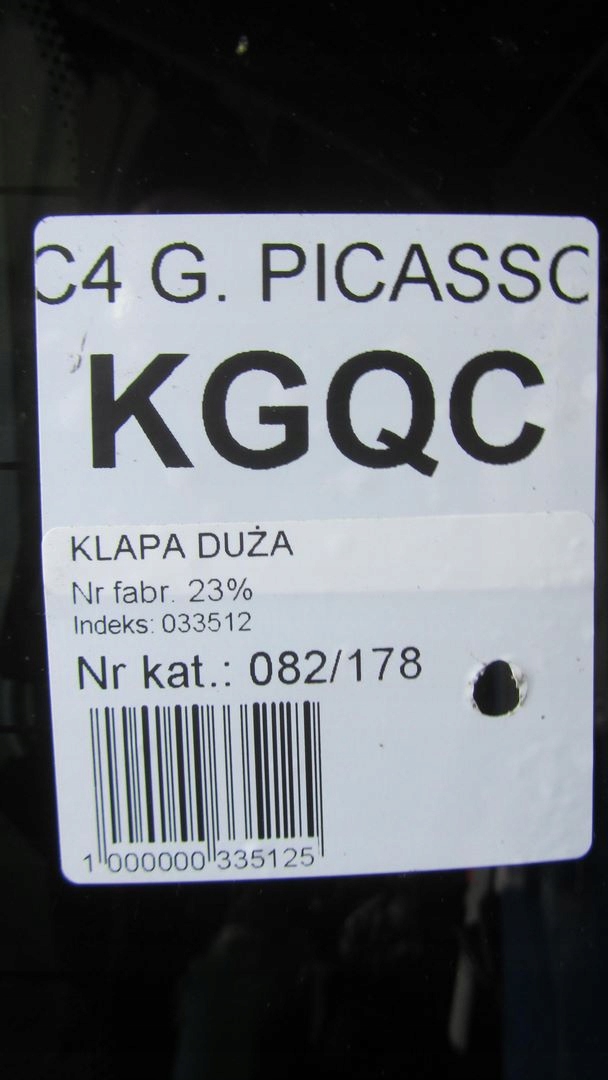 C4 G. PICASSO
KGQC
KLAPA DUŻA
Nr fabr. 23%
Indeks: 033512
Nr kat.: 082/178
1 000000 335125